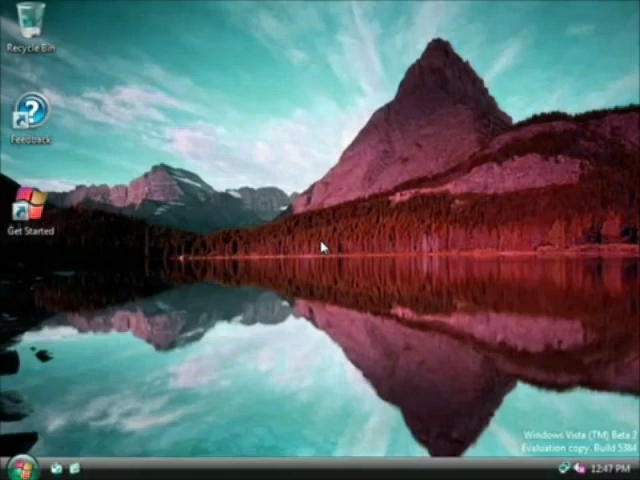 Recycle Bin
Feedback
Get Started
Windows Vista (TM) Beta 2
Evaluation copy. Build 5384
12:47 PM